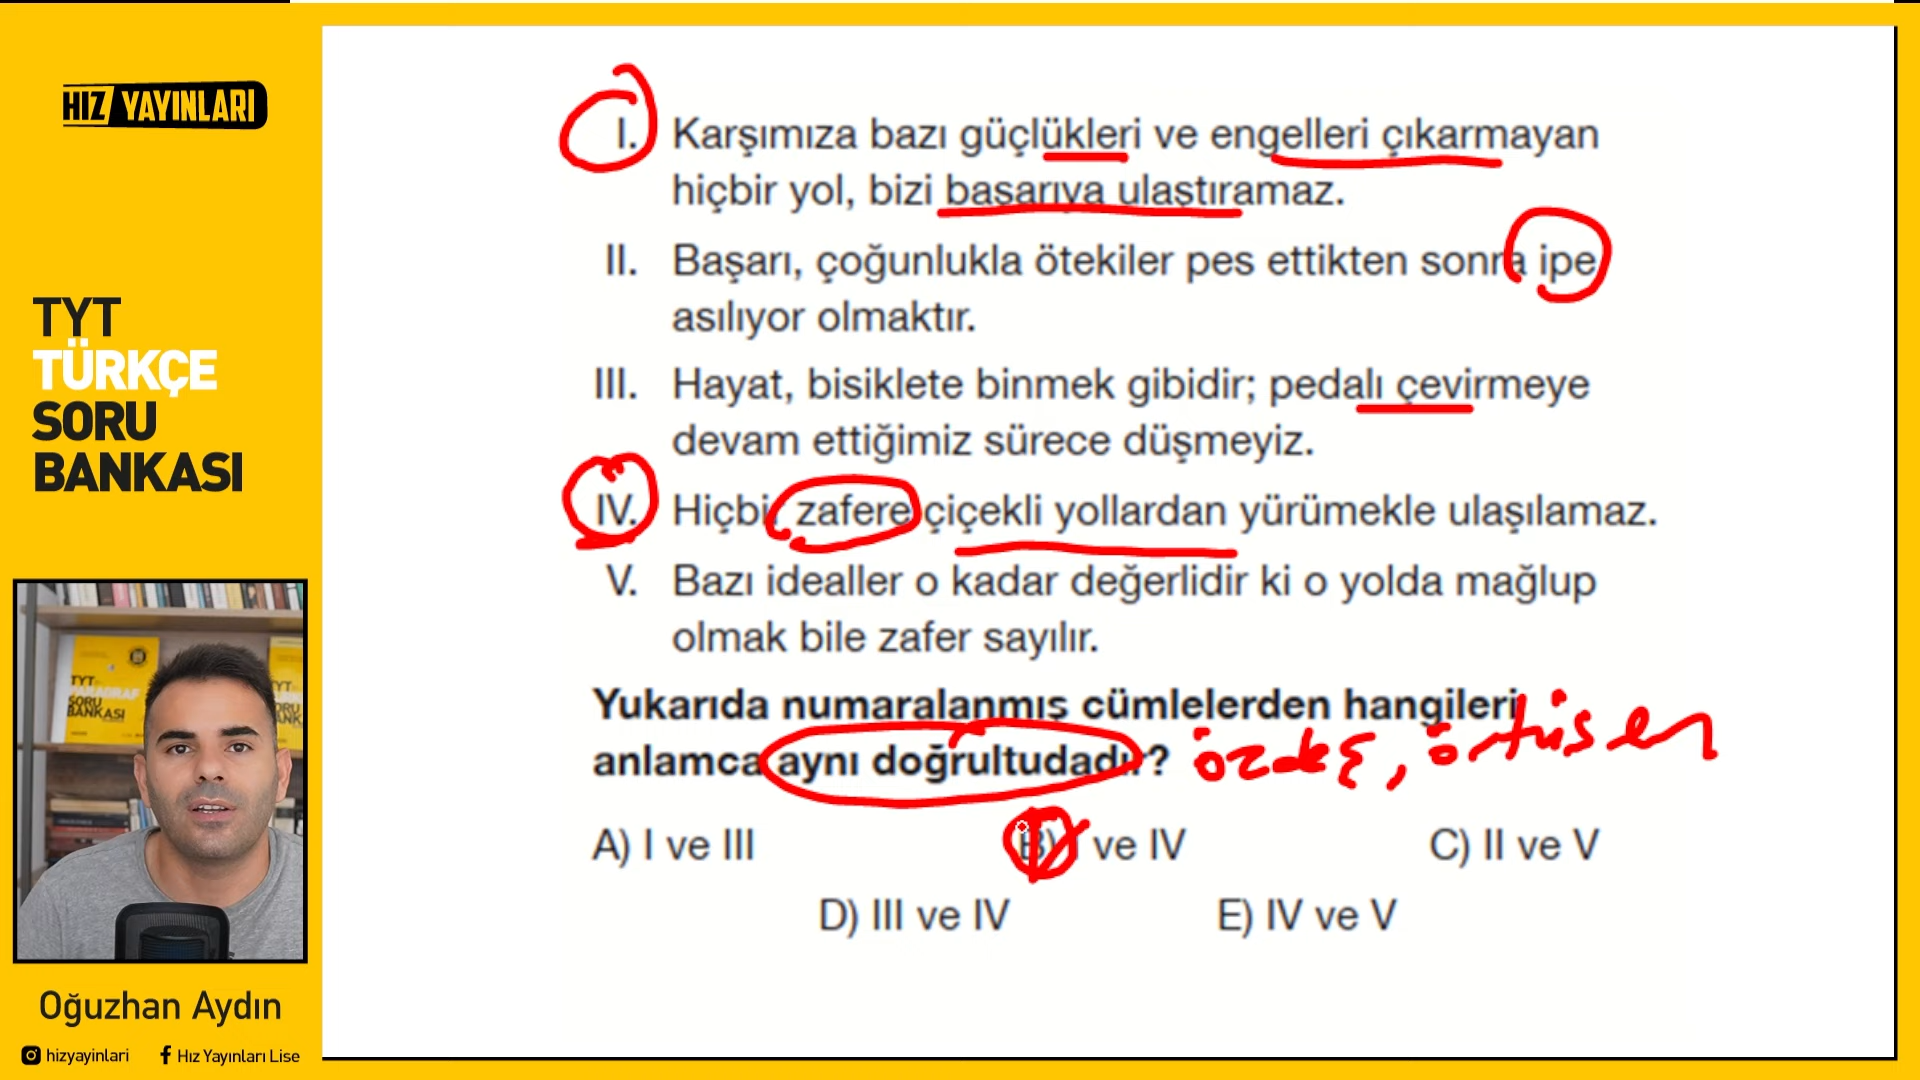 HIZ YAYINLARI
TYT
TÜRKÇE
SORU
BANKASI
I. Karşımıza bazı güçlükleri ve engelleri çıkarmayan
hiçbir yol, bizi başarıya ulaştıramaz.
II. Başarı, çoğunlukla ötekiler pes ettikten sonra ipe
asılıyor olmaktır.
III. Hayat, bisiklete binmek gibidir; pedalı çevirmeye
devam ettiğimiz sürece düşmeyiz.
IV. Hiçbir zafere çiçekli yollardan yürümekle ulaşılamaz.
V. Bazı idealler o kadar değerlidir ki o yolda mağlup
olmak bile zafer sayılır.
Yukarıda numaralanmış cümlelerden hangileri
anlamca aynı doğrultudadır? özdeş, örtüşen
A) I ve III
B) I ve IV
C) II ve V
D) III ve IV
E) IV ve V
TYT
PARAGRAF
SORU
BANKASI
Oğuzhan Aydın
hizyayinlari
Hız Yayınları Lise